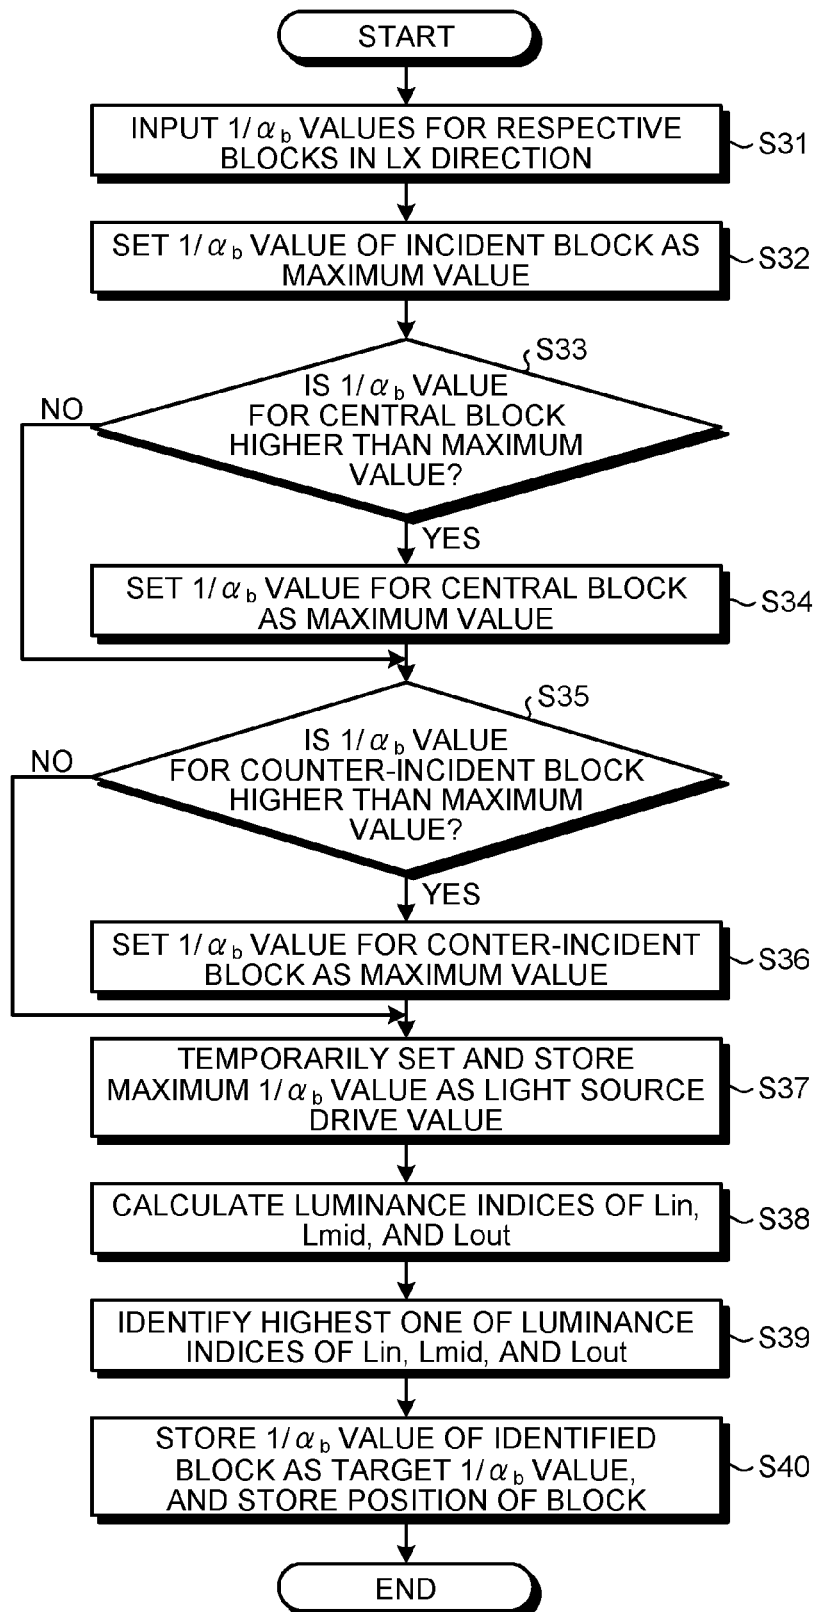 START
INPUT 1/αb VALUES FOR RESPECTIVE
BLOCKS IN LX DIRECTION
S31
SET 1/αb VALUE OF INCIDENT BLOCK AS
MAXIMUM VALUE
S32
S33
IS 1/αb VALUE
FOR CENTRAL BLOCK
HIGHER THAN MAXIMUM
VALUE?
NO
YES
SET 1/αb VALUE FOR CENTRAL BLOCK
AS MAXIMUM VALUE
S34
S35
IS 1/αb VALUE
FOR COUNTER-INCIDENT BLOCK
HIGHER THAN MAXIMUM
VALUE?
NO
YES
SET 1/αb VALUE FOR CONTER-INCIDENT
BLOCK AS MAXIMUM VALUE
S36
TEMPORARILY SET AND STORE
MAXIMUM 1/αb VALUE AS LIGHT SOURCE
DRIVE VALUE
S37
CALCULATE LUMINANCE INDICES OF Lin,
Lmid, AND Lout
S38
IDENTIFY HIGHEST ONE OF LUMINANCE
INDICES OF Lin, Lmid, AND Lout
S39
STORE 1/αb VALUE OF IDENTIFIED
BLOCK AS TARGET 1/αb VALUE,
AND STORE POSITION OF BLOCK
S40
END